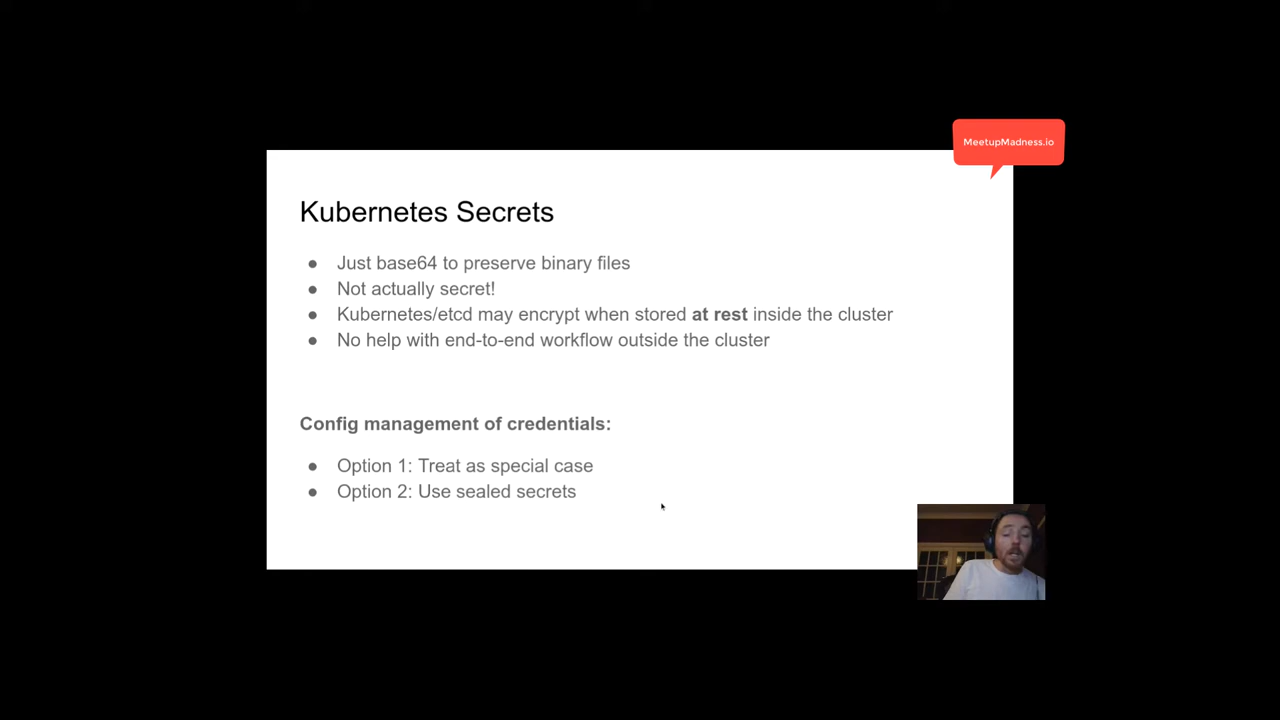 MeetupMadness.io
Kubernetes Secrets
● Just base64 to preserve binary files
● Not actually secret!
● Kubernetes/etcd may encrypt when stored at rest inside the cluster
● No help with end-to-end workflow outside the cluster
Config management of credentials:
● Option 1: Treat as special case
● Option 2: Use sealed secrets